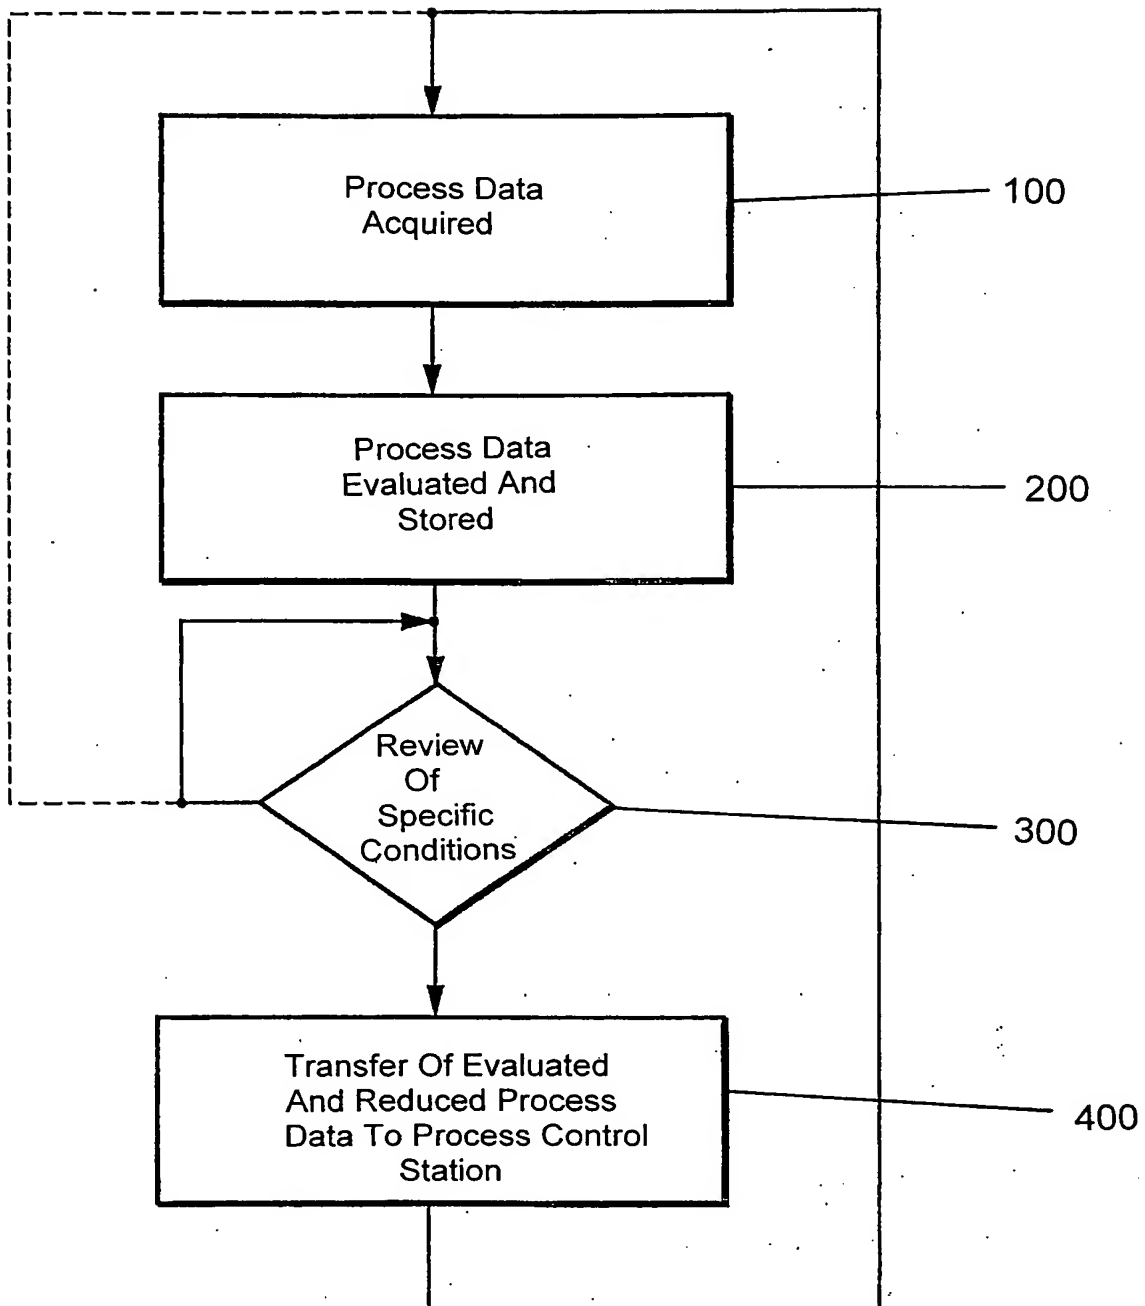 Process Data
Acquired
100
Process Data
Evaluated And
Stored
200
Review
Of
Specific
Conditions
300
Transfer Of Evaluated
And Reduced Process
Data To Process Control
Station
400